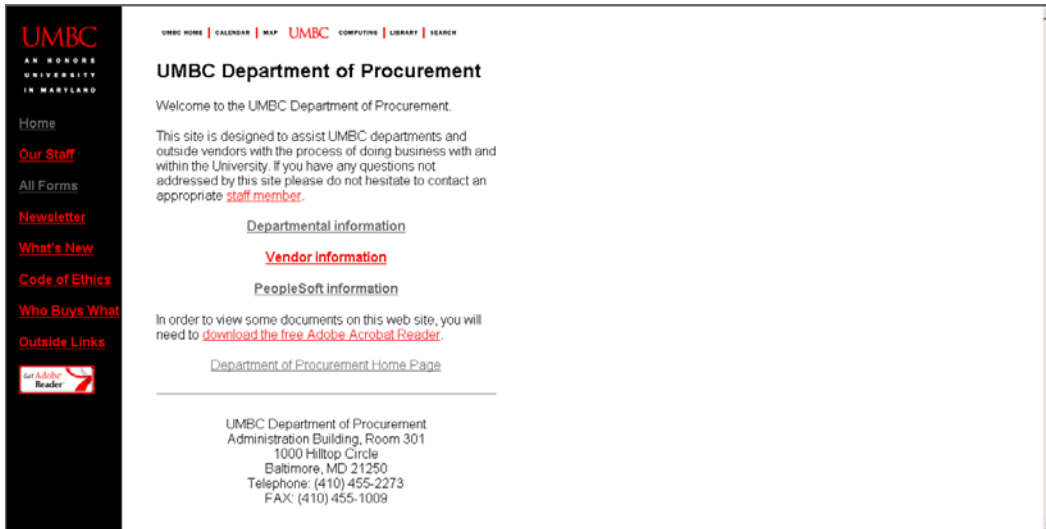 UMBC
AN HONORS
UNIVERSITY
IN MARYLAND
Home
Our Staff
All Forms
Newsletter
What's New
Code of Ethics
Who Buys What
Outside Links
Get Adobe
Reader
UMBC HOME | CALENDAR | MAP UMBC COMPUTING | LIBRARY | SEARCH
UMBC Department of Procurement
Welcome to the UMBC Department of Procurement.
This site is designed to assist UMBC departments and
outside vendors with the process of doing business with and
within the University. If you have any questions not
addressed by this site please do not hesitate to contact an
appropriate staff member.
Departmental information
Vendor information
PeopleSoft information
In order to view some documents on this web site, you will
need to download the free Adobe Acrobat Reader.
Department of Procurement Home Page
UMBC Department of Procurement
Administration Building, Room 301
1000 Hilltop Circle
Baltimore, MD 21250
Telephone: (410) 455-2273
FAX: (410) 455-1009